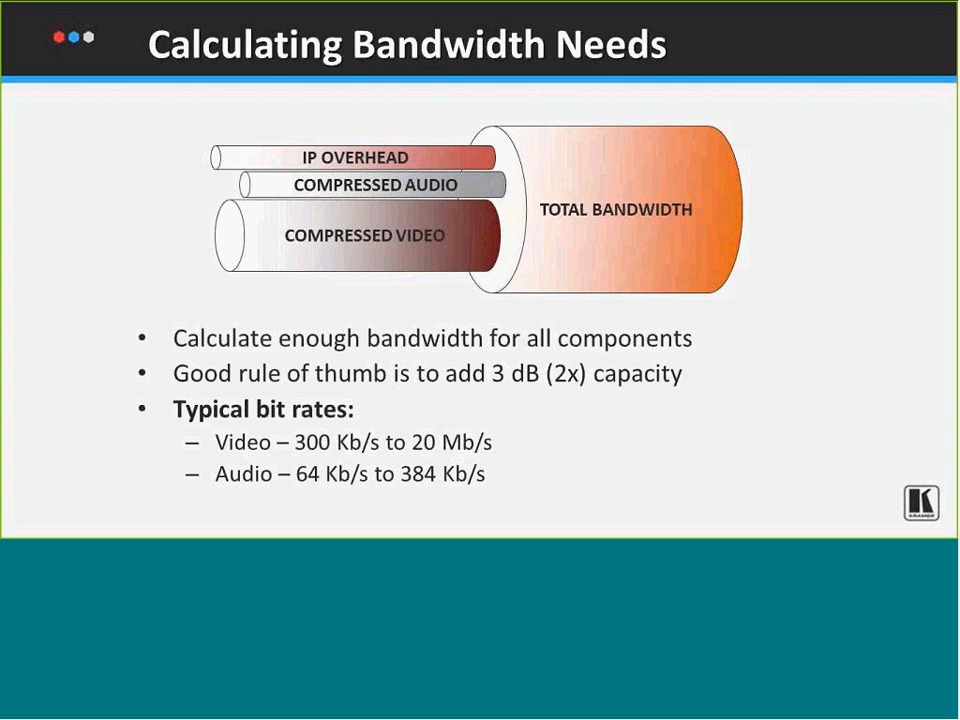 Calculating Bandwidth Needs
IP OVERHEAD
COMPRESSED AUDIO
COMPRESSED VIDEO
TOTAL BANDWIDTH
• Calculate enough bandwidth for all components
• Good rule of thumb is to add 3 dB (2x) capacity
• Typical bit rates:
– Video – 300 Kb/s to 20 Mb/s
– Audio – 64 Kb/s to 384 Kb/s
K
KRAMER